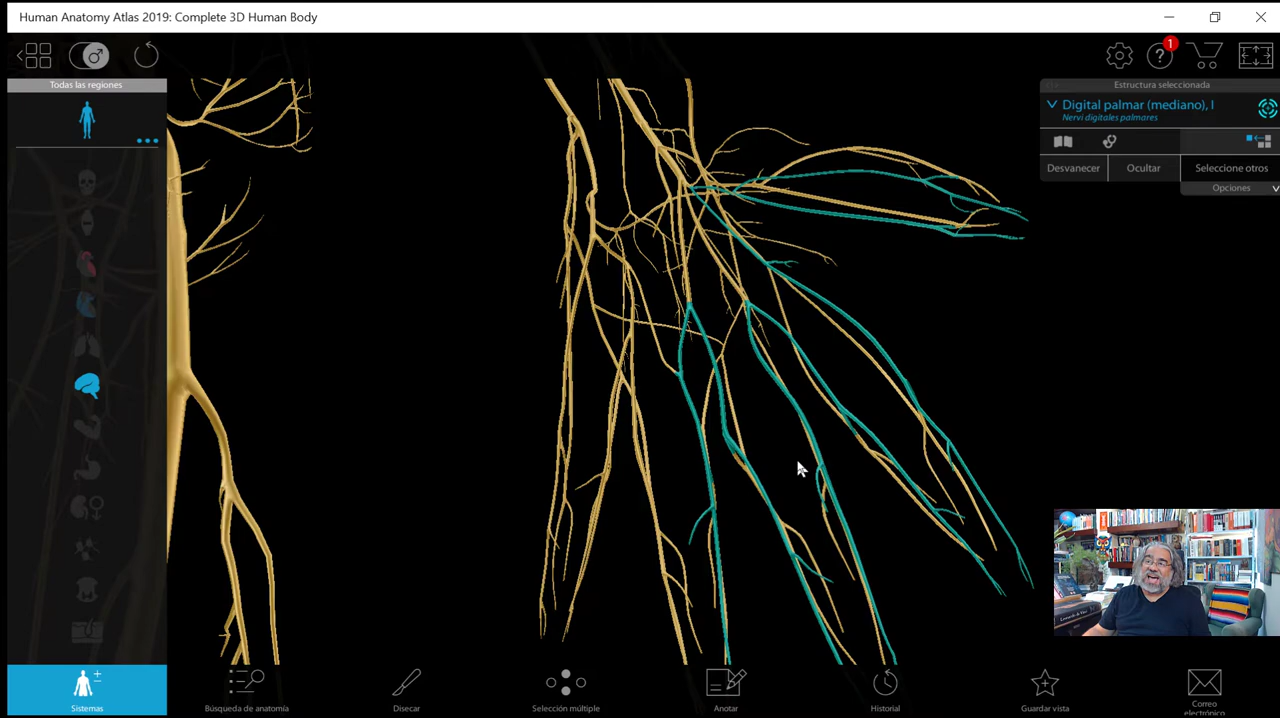 Human Anatomy Atlas 2019: Complete 3D Human Body
1
Todas las regiones
Estructura seleccionada
Digital palmar (mediano), I
Nervi digitales palmares
Desvanecer
Ocultar
Seleccione otros
Opciones
Sistemas
Búsqueda de anatomía
Disecar
Selección múltiple
Anotar
Historial
Guardar vista
Correo
electrónico